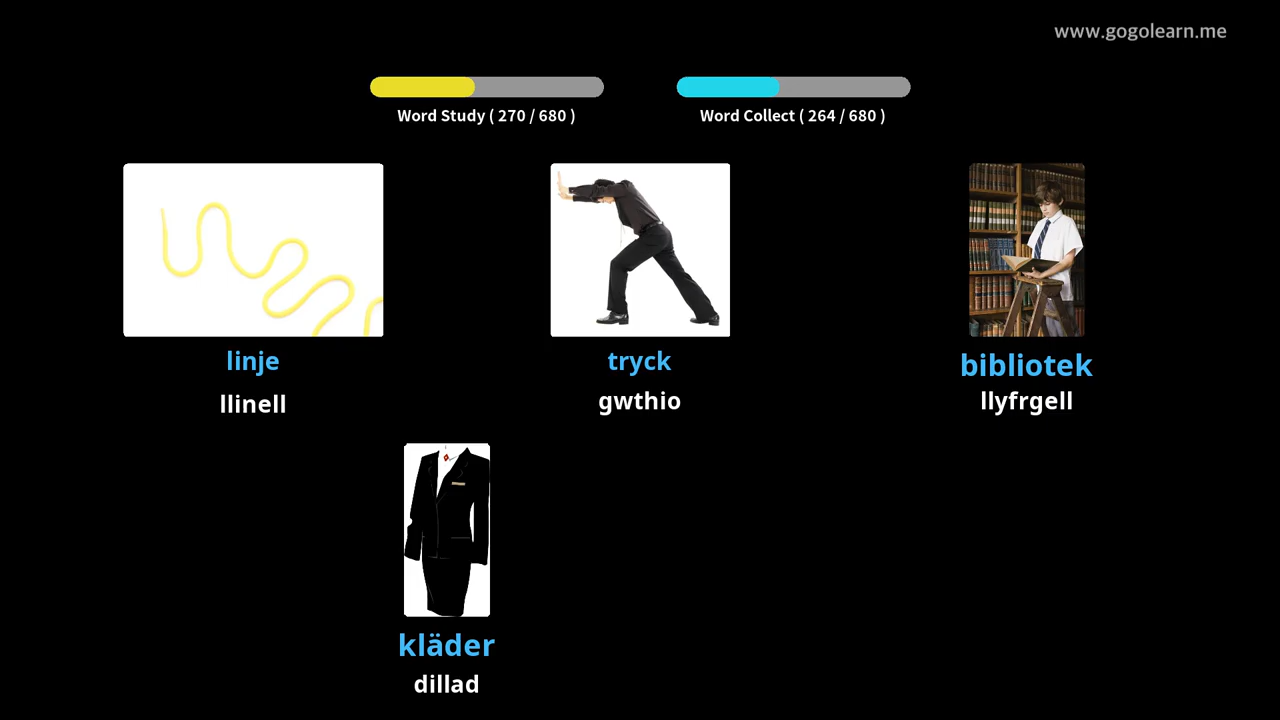 www.gogolearn.me
Word Study ( 270 / 680 )
Word Collect ( 264 / 680 )
linje
llinell
tryck
gwthio
bibliotek
llyfrgell
kläder
dillad